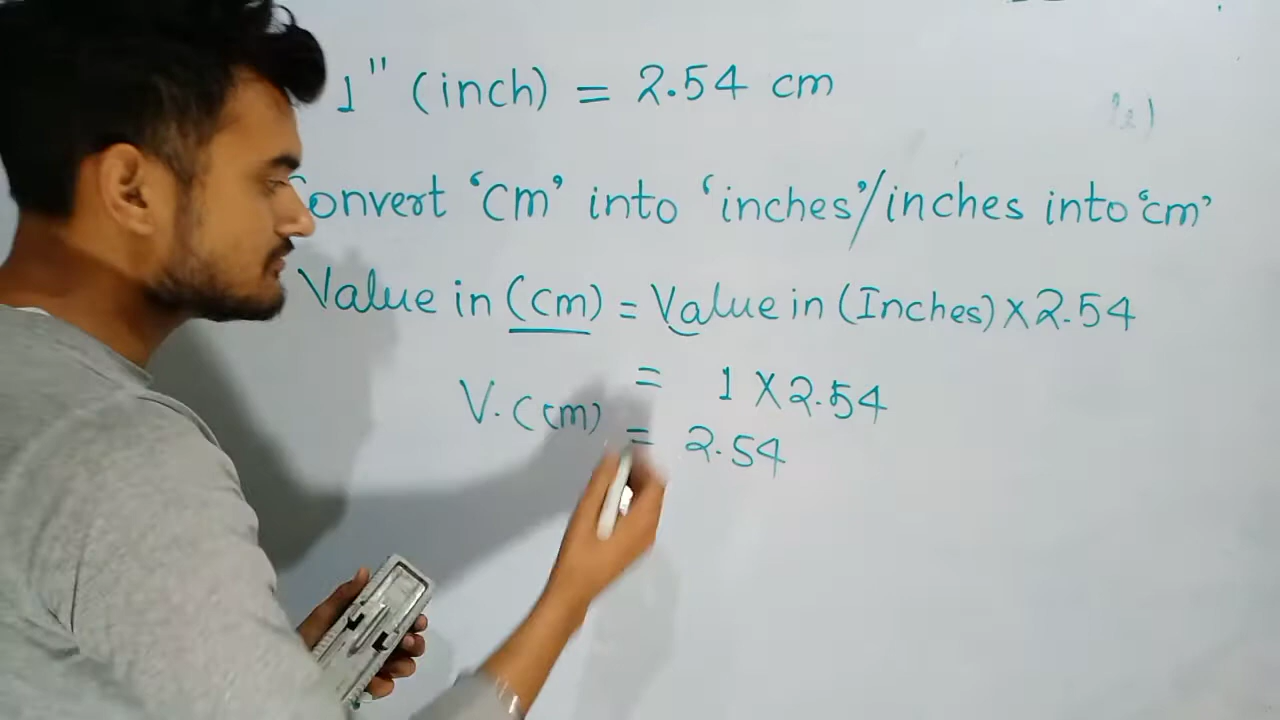 1" (inch) = 2.54 cm
Convert 'cm' into 'inches'/inches into 'cm'
Value in (cm) = Value in (Inches) X 2.54
= 1 X 2.54
V. (cm) = 2.54